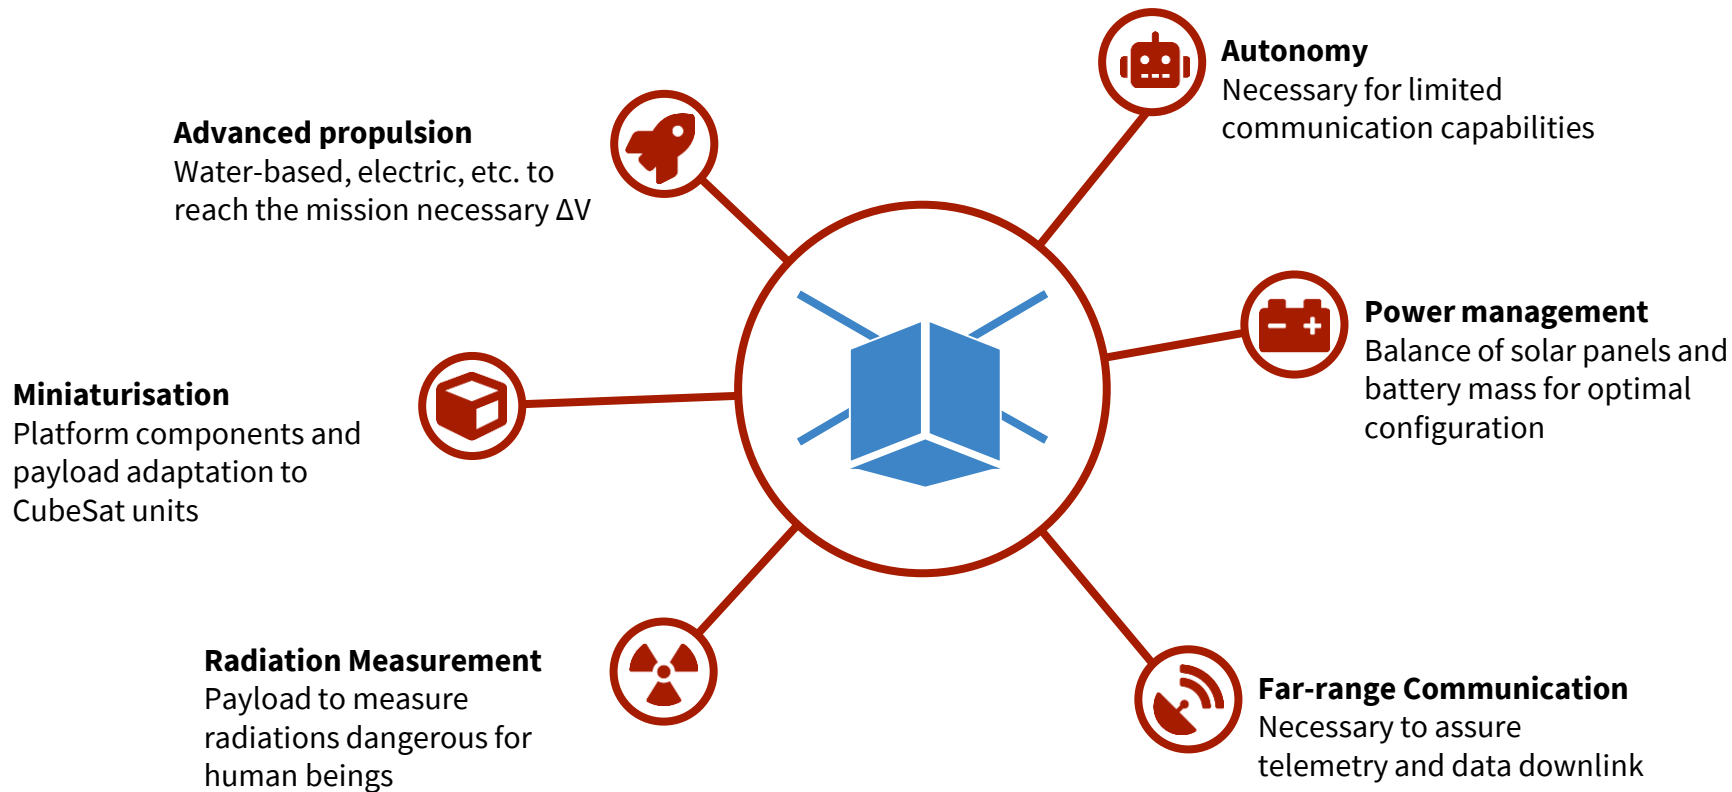 Autonomy
Necessary for limited
communication capabilities
Advanced propulsion
Water-based, electric, etc. to
reach the mission necessary ΔV
Power management
Balance of solar panels and
battery mass for optimal
configuration
Miniaturisation
Platform components and
payload adaptation to
CubeSat units
Radiation Measurement
Payload to measure
radiations dangerous for
human beings
Far-range Communication
Necessary to assure
telemetry and data downlink